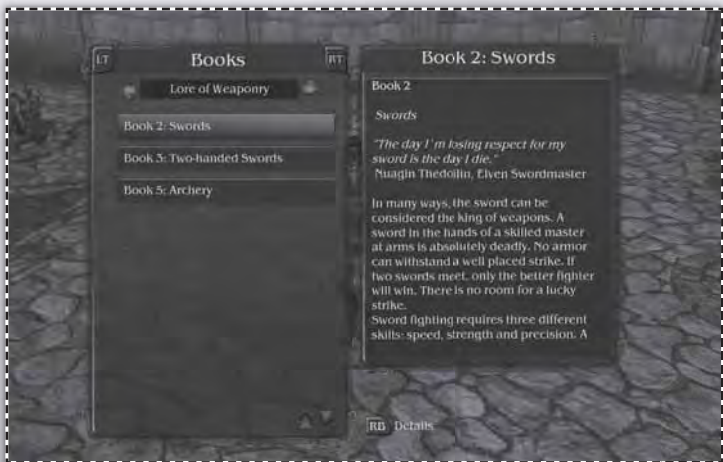 LT
Books
RT
Lore of Weaponry
Book 2: Swords
Book 3: Two-handed Swords
Book 5: Archery
Book 2: Swords
Book 2
Swords
"The day I'm losing respect for my
sword is the day I die."
Nuagin Thedoilin, Elven Swordmaster
In many ways, the sword can be
considered the king of weapons. A
sword in the hands of a skilled master
at arms is absolutely deadly. No armor
can withstand a well placed strike. If
two swords meet, only the better fighter
will win. There is no room for a lucky
strike.
Sword fighting requires three different
skills: speed, strength and precision. A
RB Details